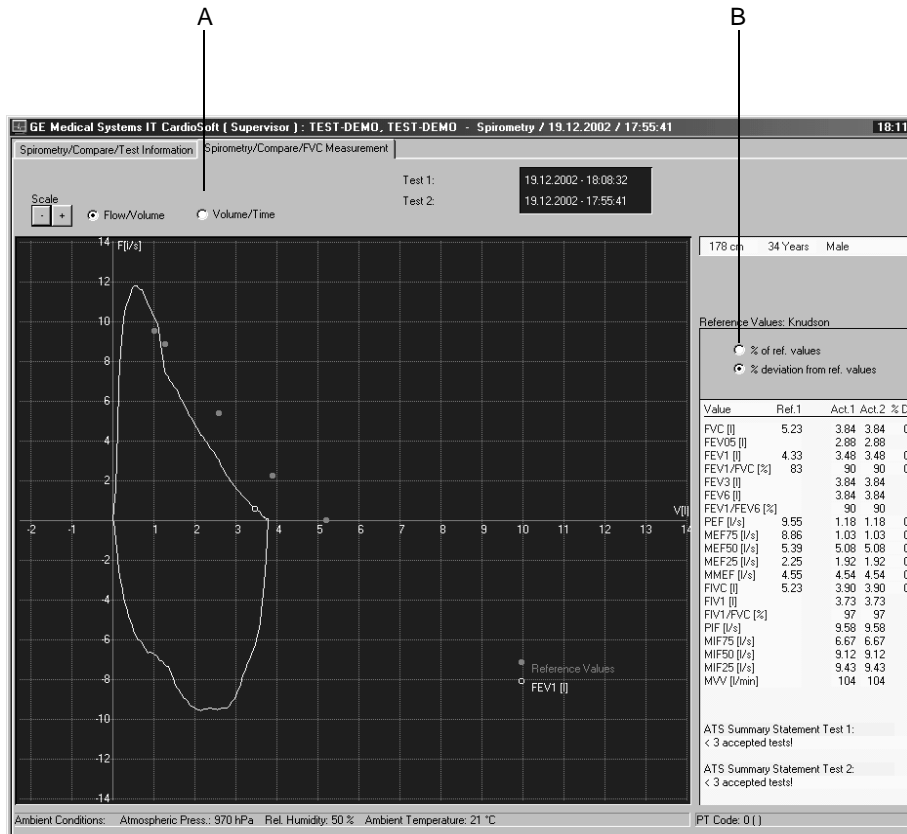 A B
GE Medical Systems IT CardioSoft ( Supervisor ) : TEST-DEMO, TEST-DEMO - Spirometry / 19.12.2002 / 17:55:41 18:11
Spirometry/Compare/Test Information Spirometry/Compare/FVC Measurement
Test 1: 19.12.2002 - 18:08:32
Test 2: 19.12.2002 - 17:55:41
Scale
- + Flow/Volume Volume/Time
178 cm 34 Years Male
Reference Values: Knudson
% of ref. values
% deviation from ref. values
Value Ref.1 Act.1 Act.2 % D
FVC [l] 5.23 3.84 3.84 0
FEV05 [l] 2.88 2.88
FEV1 [l] 4.33 3.48 3.48 0
FEV1/FVC [%] 83 90 90 0
FEV3 [l] 3.84 3.84
FEV6 [l] 3.84 3.84
FEV1/FEV6 [%] 90 90
PEF [l/s] 9.55 1.18 1.18 0
MEF75 [l/s] 8.86 1.03 1.03 0
MEF50 [l/s] 5.39 5.08 5.08 0
MEF25 [l/s] 2.25 1.92 1.92 0
MMEF [l/s] 4.55 4.54 4.54 0
FIVC [l] 5.23 3.90 3.90 0
FIV1 [l] 3.73 3.73
FIV1/FVC [%] 97 97
PIF [l/s] 9.58 9.58
MIF75 [l/s] 6.67 6.67
MIF50 [l/s] 9.12 9.12
MIF25 [l/s] 9.43 9.43
MVV [l/min] 104 104
ATS Summary Statement Test 1:
< 3 accepted tests!
ATS Summary Statement Test 2:
< 3 accepted tests!
14 F[l/s]
12
10
8
6
4
2
V[l]
-2 -1 0 1 2 3 4 5 6 7 8 9 10 11 12 13 14
-2
-4
-6
-8
-10
-12
-14
Reference Values
FEV1 [l]
Ambient Conditions: Atmospheric Press.: 970 hPa Rel. Humidity: 50 % Ambient Temperature: 21 °C PT Code: 0 ( )